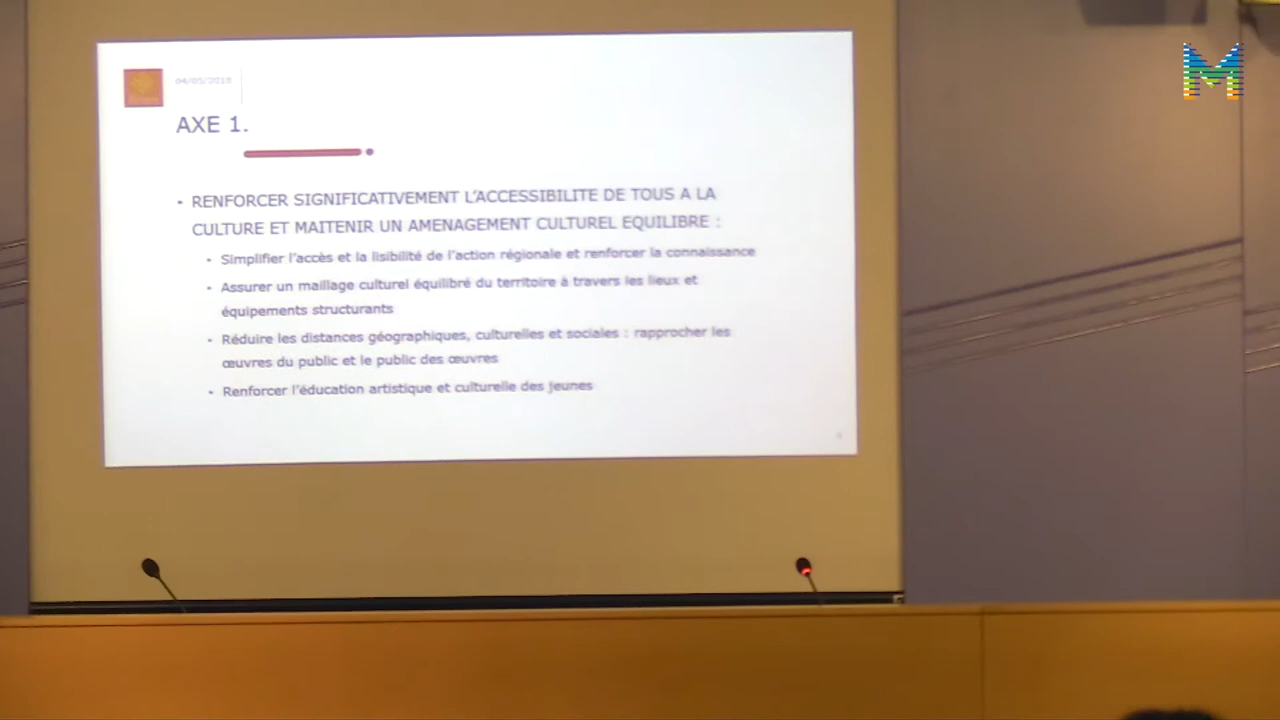 04/05/2018
AXE 1.
• RENFORCER SIGNIFICATIVEMENT L'ACCESSIBILITE DE TOUS A LA
CULTURE ET MAITENIR UN AMENAGEMENT CULTUREL EQUILIBRE :
• Simplifier l'accès et la lisibilité de l'action régionale et renforcer la connaissance
• Assurer un maillage culturel équilibré du territoire à travers les lieux et
équipements structurants
• Réduire les distances géographiques, culturelles et sociales : rapprocher les
œuvres du public et le public des œuvres
• Renforcer l'éducation artistique et culturelle des jeunes
M